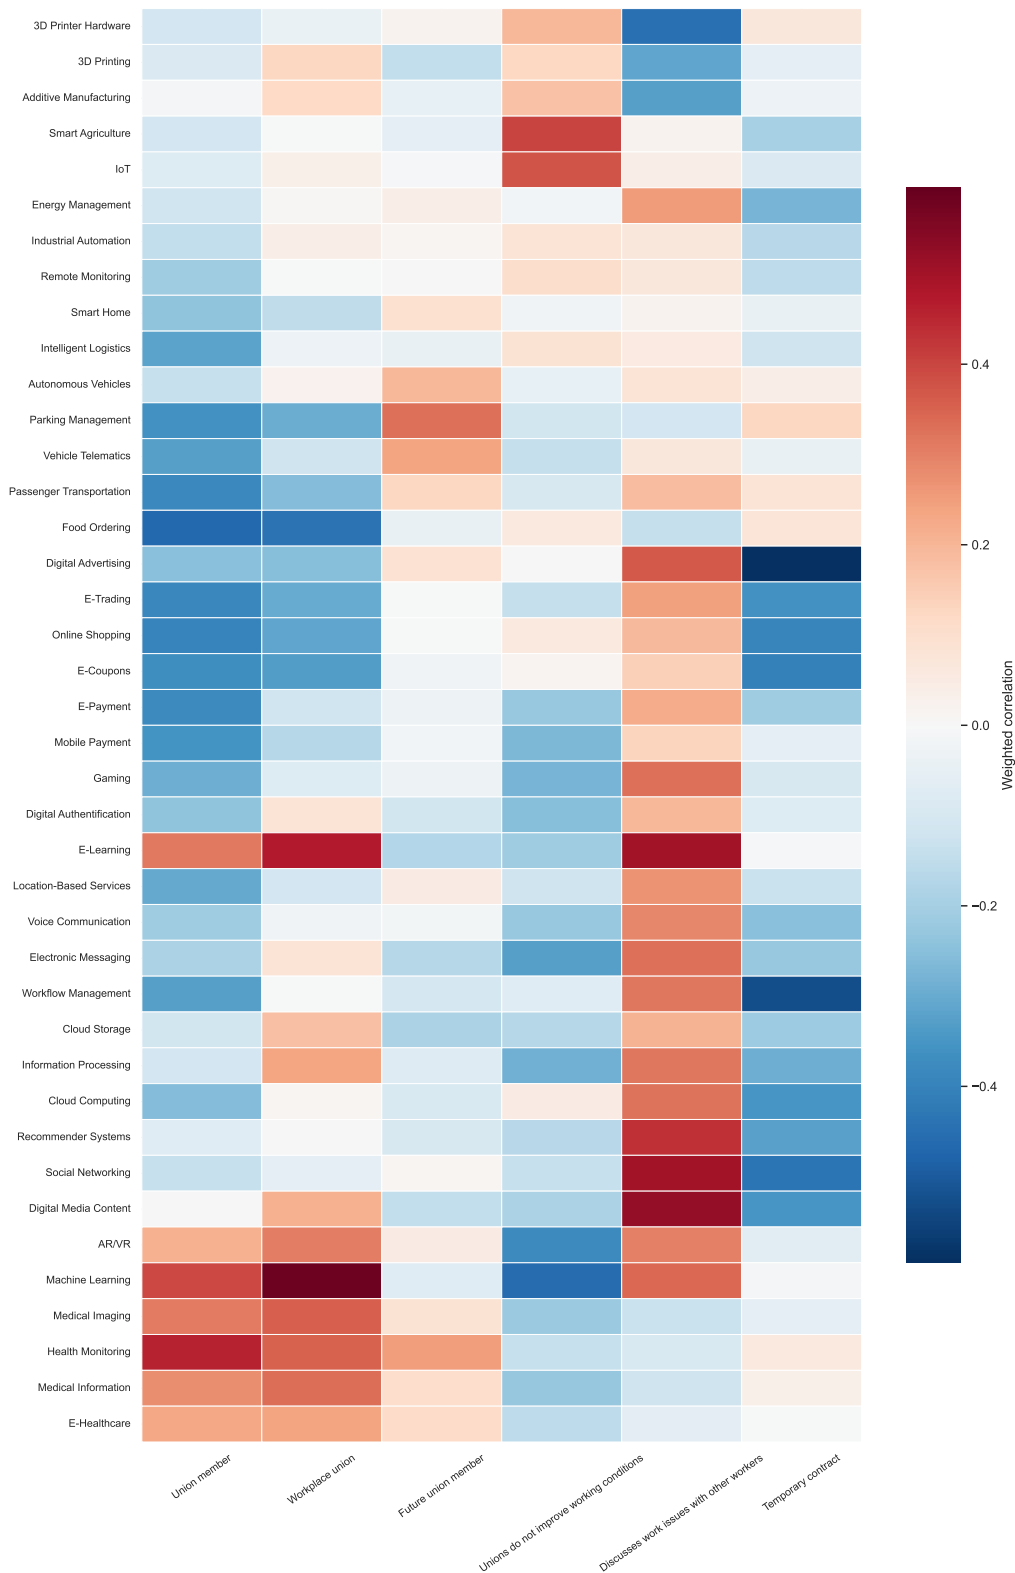 3D Printer Hardware
3D Printing
Additive Manufacturing
Smart Agriculture
IoT
Energy Management
Industrial Automation
Remote Monitoring
Smart Home
Intelligent Logistics
Autonomous Vehicles
Parking Management
Vehicle Telematics
Passenger Transportation
Food Ordering
Digital Advertising
E-Trading
Online Shopping
E-Coupons
E-Payment
Mobile Payment
Gaming
Digital Authentification
E-Learning
Location-Based Services
Voice Communication
Electronic Messaging
Workflow Management
Cloud Storage
Information Processing
Cloud Computing
Recommender Systems
Social Networking
Digital Media Content
AR/VR
Machine Learning
Medical Imaging
Health Monitoring
Medical Information
E-Healthcare
Union member
Workplace union
Future union member
Unions do not improve working conditions
Discusses work issues with other workers
Temporary contract
0.4
0.2
0.0
−0.2
−0.4
Weighted correlation